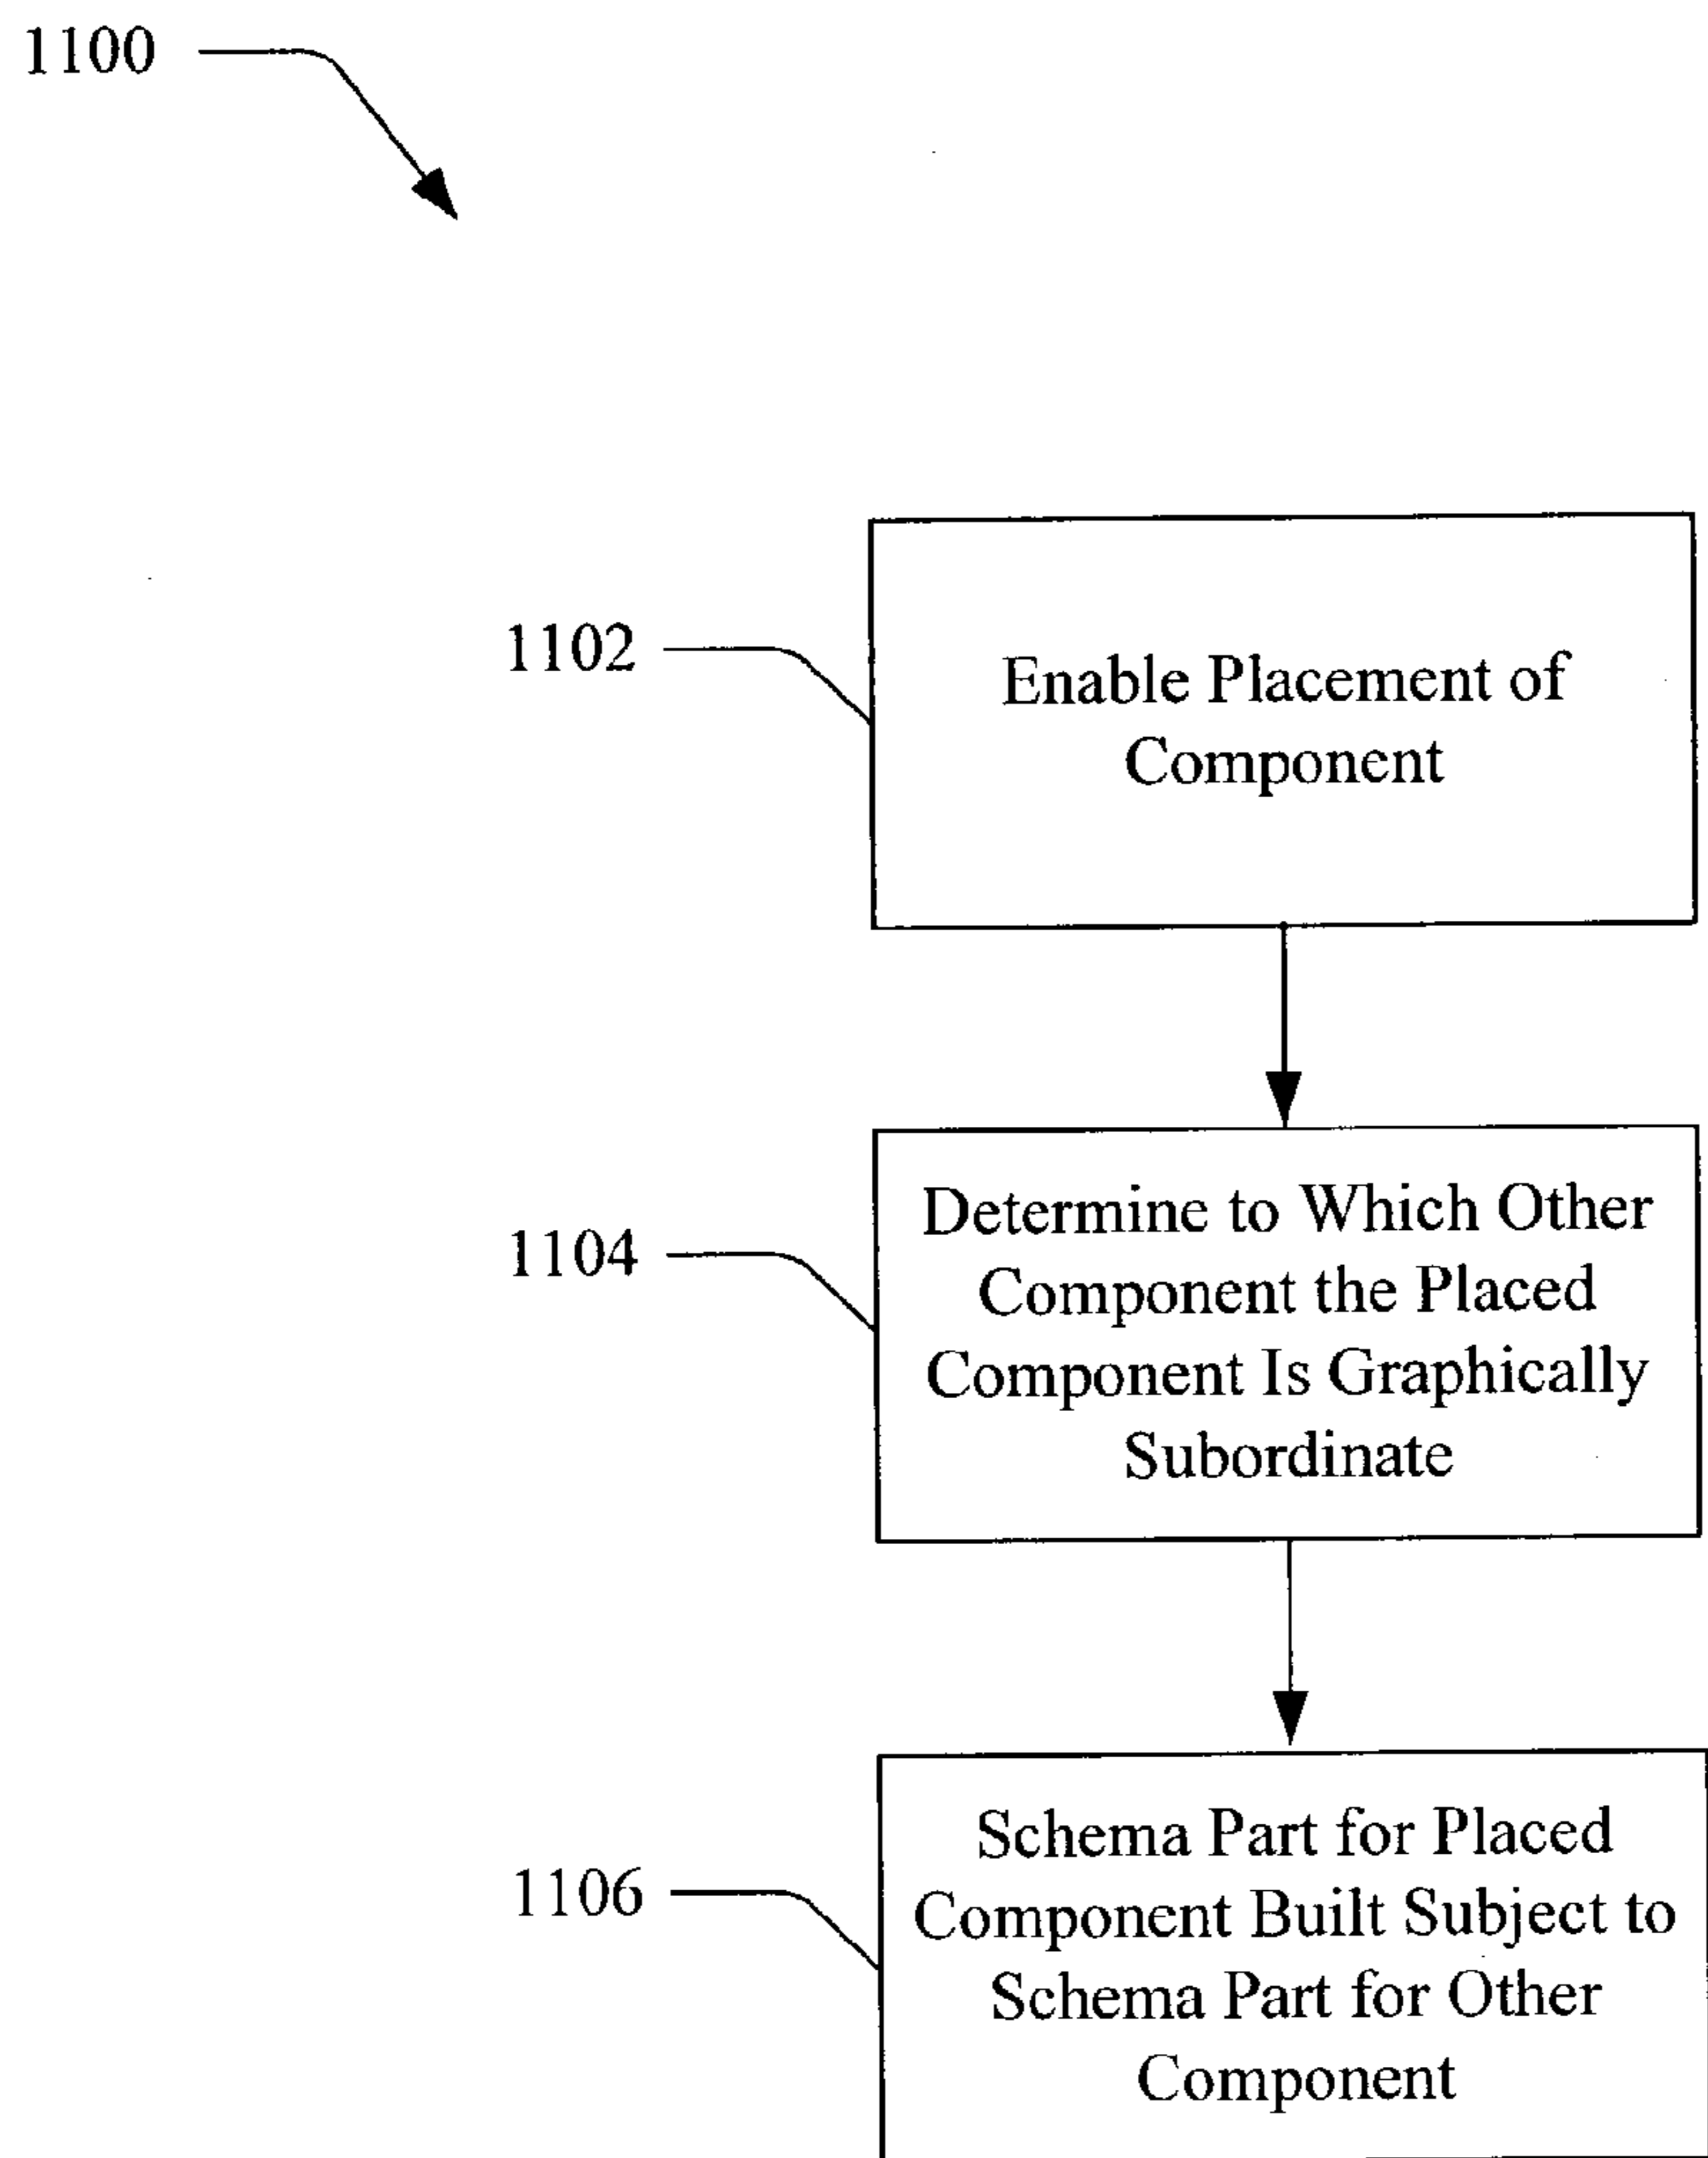 1100
1102
Enable Placement of
Component
1104
Determine to Which Other
Component the Placed
Component Is Graphically
Subordinate
1106
Schema Part for Placed
Component Built Subject to
Schema Part for Other
Component